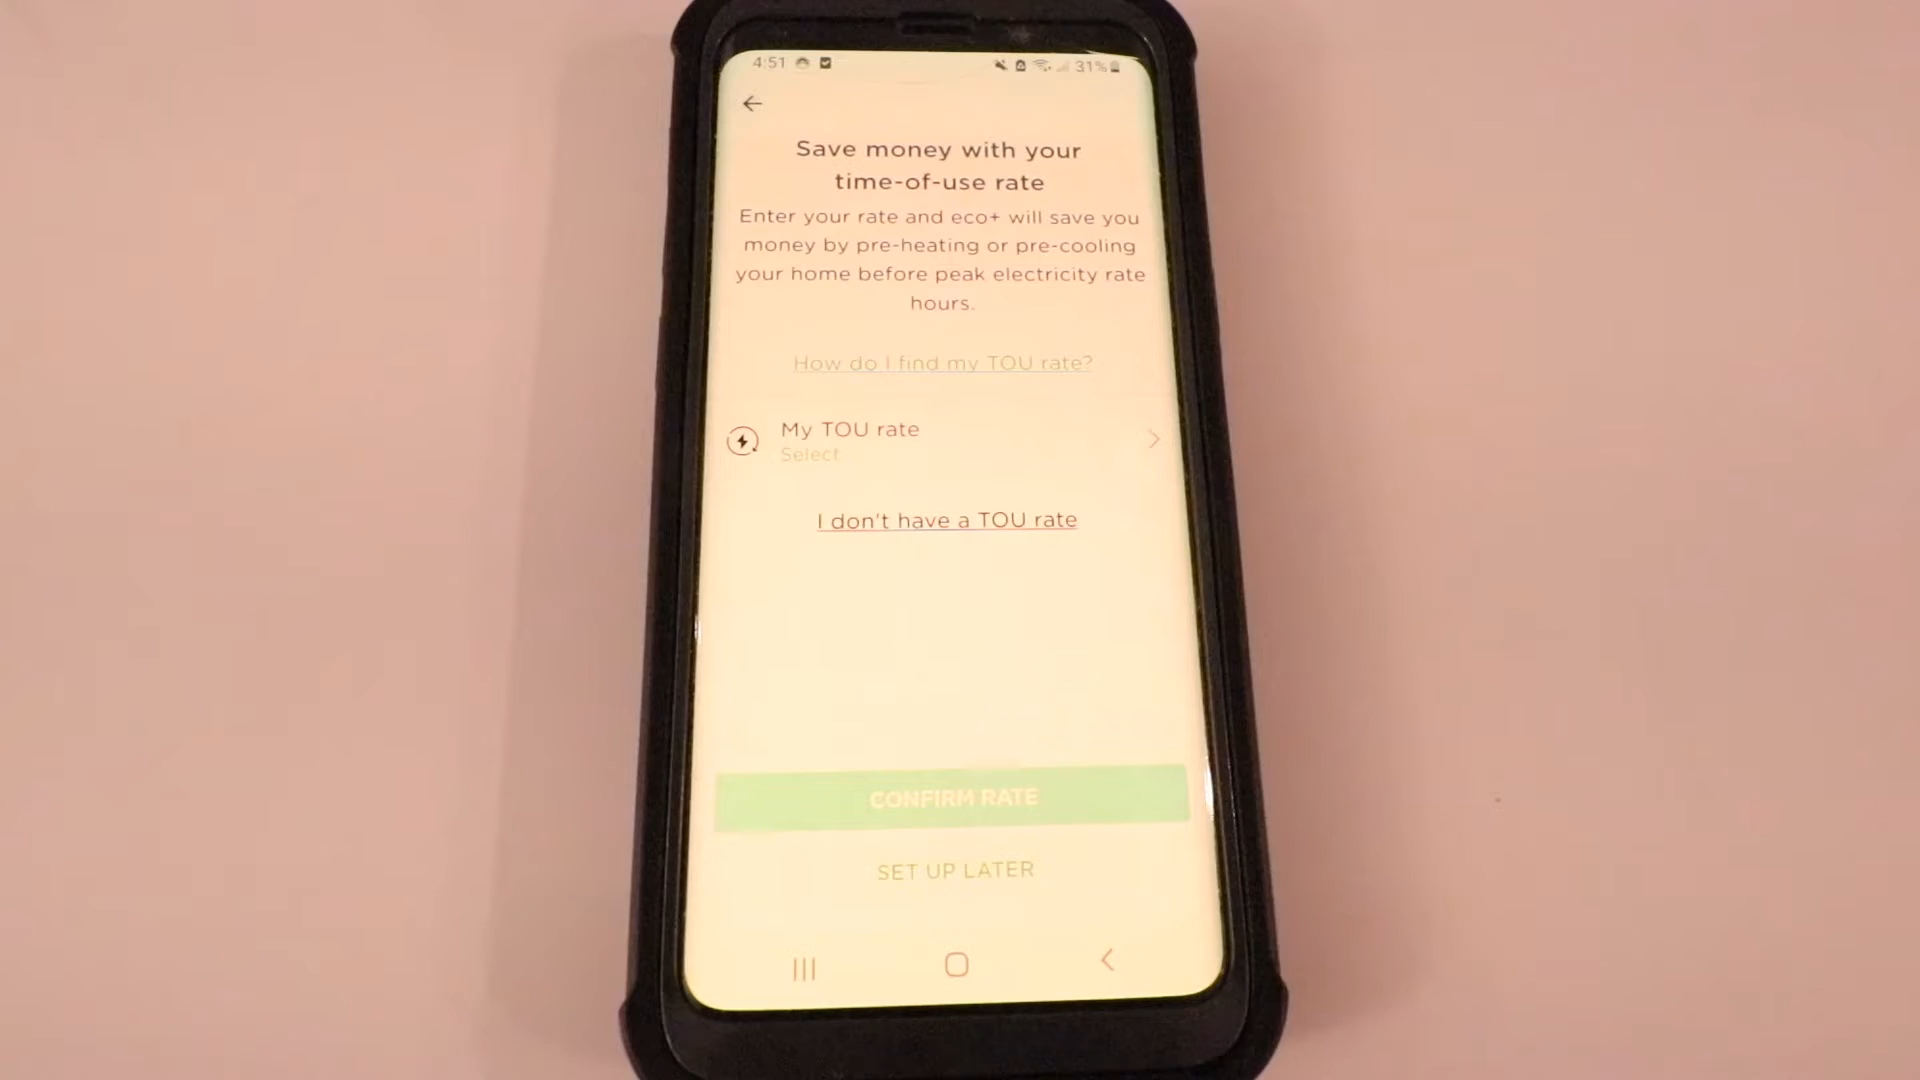 4:51 31%
Save money with your
time-of-use rate
Enter your rate and eco+ will save you
money by pre-heating or pre-cooling
your home before peak electricity rate
hours.
How do I find my TOU rate?
My TOU rate
Select
I don't have a TOU rate
CONFIRM RATE
SET UP LATER